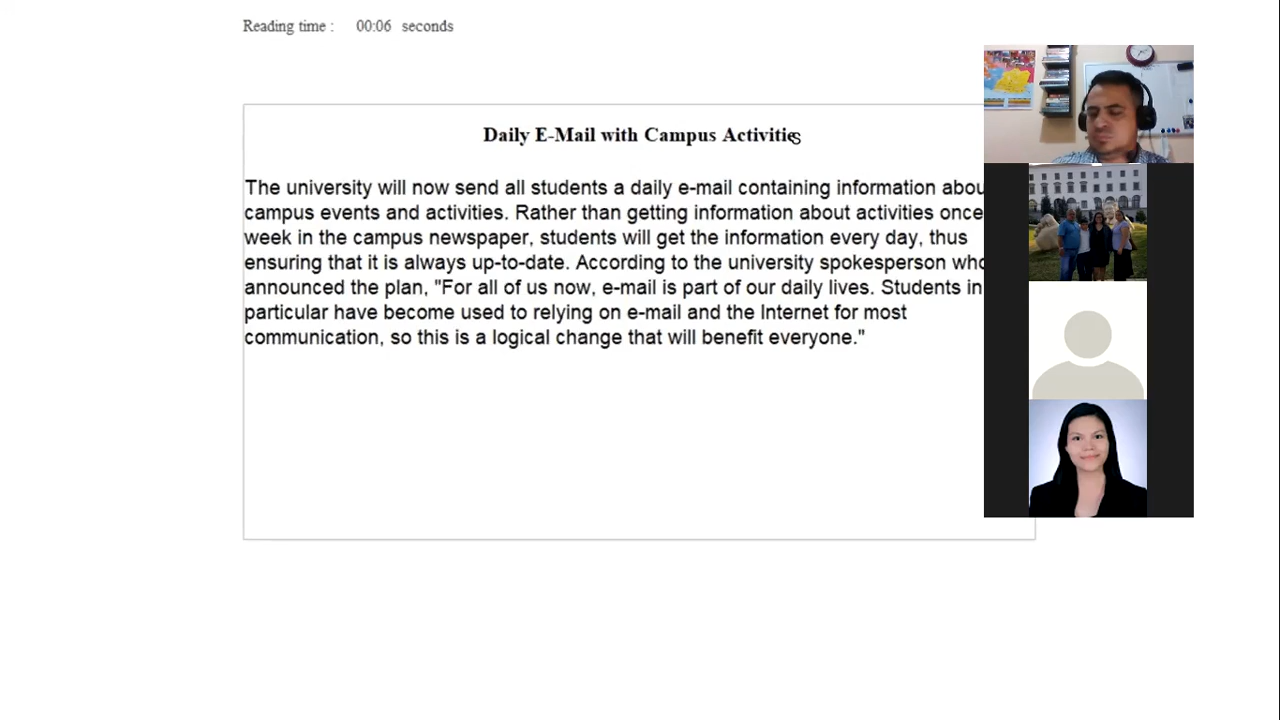 Reading time : 00:06 seconds
Daily E-Mail with Campus Activities
The university will now send all students a daily e-mail containing information
campus events and activities. Rather than getting information about activities once
week in the campus newspaper, students will get the information every day, thus
ensuring that it is always up-to-date. According to the university spokesperson who
announced the plan, "For all of us now, e-mail is part of our daily lives. Students in
particular have become used to relying on e-mail and the Internet for most
communication, so this is a logical change that will benefit everyone."